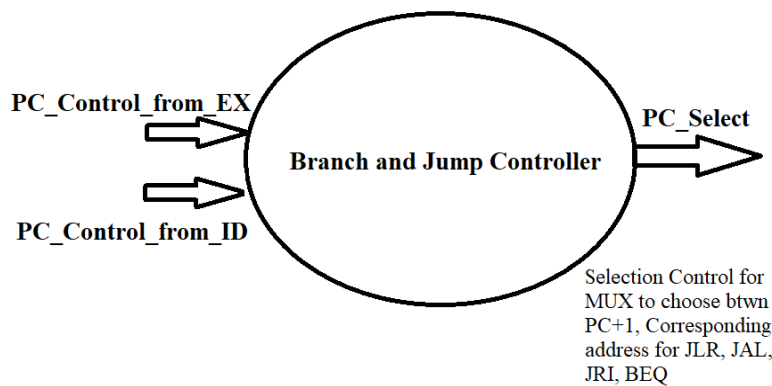 PC_Control_from_EX
PC_Select
Branch and Jump Controller
PC_Control_from_ID
Selection Control for
MUX to choose btwn
PC+1, Corresponding
address for JLR, JAL,
JRI, BEQ